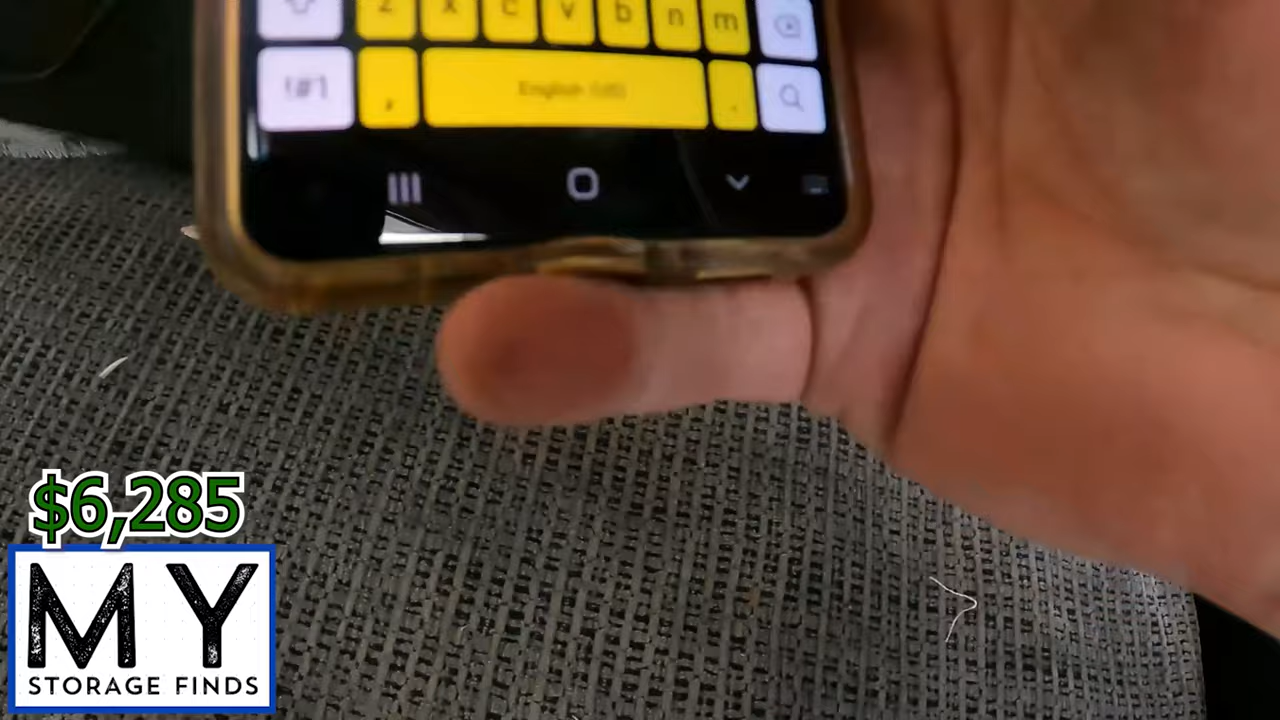 z x c v b n m
!#1 , English (US) .
$6,285
MY
STORAGE FINDS